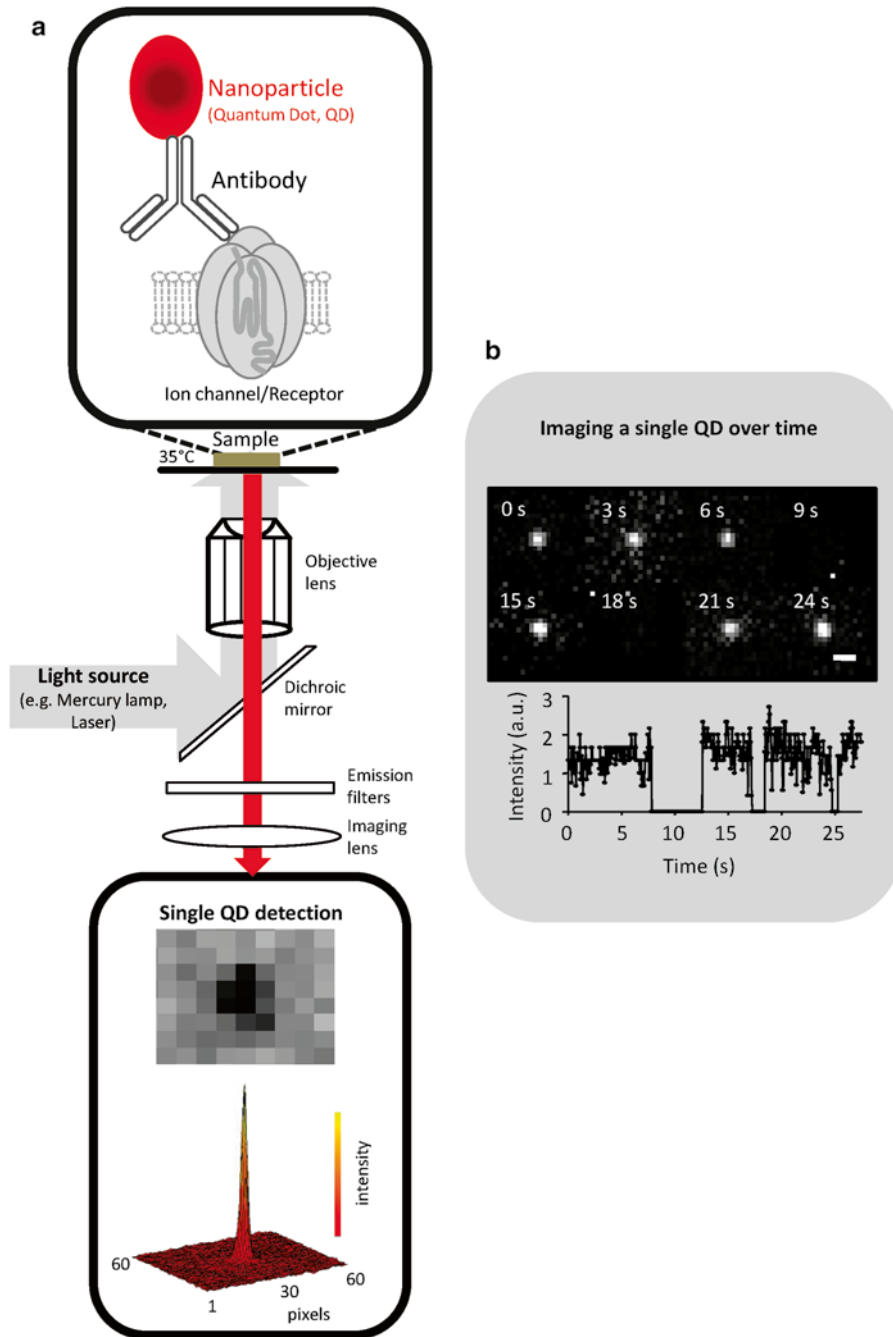 a
Nanoparticle
(Quantum Dot, QD)
Antibody
Ion channel/Receptor
Sample
35°C
Objective
lens
Light source
(e.g. Mercury lamp,
Laser)
Dichroic
mirror
Emission
filters
Imaging
lens
Single QD detection
intensity
60
1
30
60
pixels
b
Imaging a single QD over time
0 s 3 s 6 s 9 s
15 s 18 s 21 s 24 s
Intensity (a.u.)
3
2
1
0
0 5 10 15 20 25
Time (s)